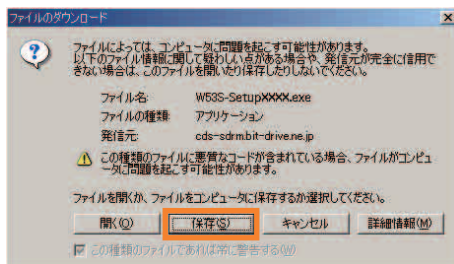 ファイルのダウンロード
ファイルによっては、コンピュータに問題を起こす可能性があります。
以下のファイル情報に関して疑わしい点がある場合や、発信元が完全に信用で
きない場合は、このファイルを開いたり保存したりしないでください。
ファイル名: W53S-SetupXXXX.exe
ファイルの種類: アプリケーション
発信元: cds-sdrm.bit-drive.ne.jp
この種類のファイルに悪質なコードが含まれている場合、ファイルがコンピュ
ータに問題を起こす可能性があります。
ファイルを開くか、ファイルをコンピュータに保存するか選択してください。
開く(O) 保存(S) キャンセル 詳細情報(M)
この種類のファイルであれば常に警告する(W)